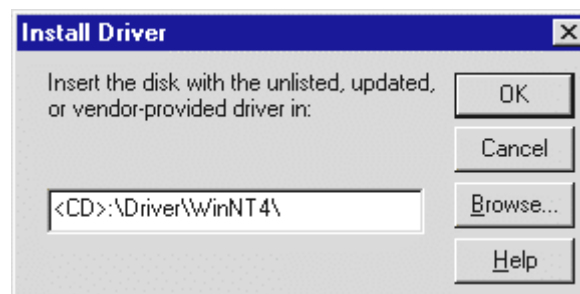 Install Driver
Insert the disk with the unlisted, updated,
or vendor-provided driver in:
OK
Cancel
<CD>:\Driver\WinNT4\
Browse...
Help